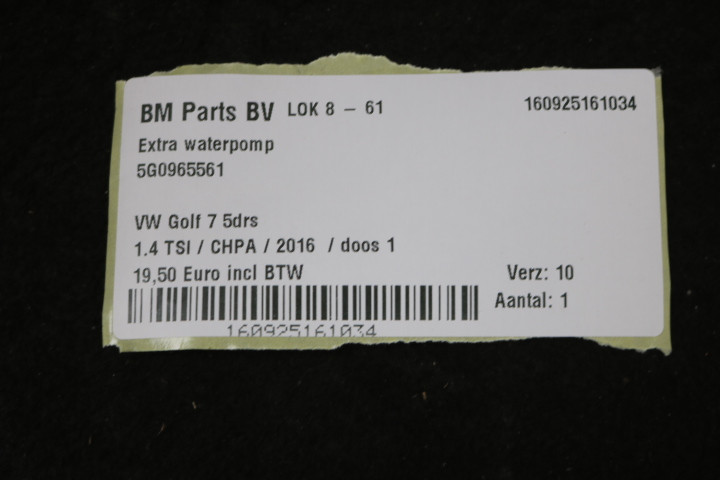 BM Parts BV LOK 8 - 61 160925161034
Extra waterpomp
5G0965561
VW Golf 7 5drs
1.4 TSI / CHPA / 2016 / doos 1
19,50 Euro incl BTW Verz: 10
Aantal: 1
160925161034